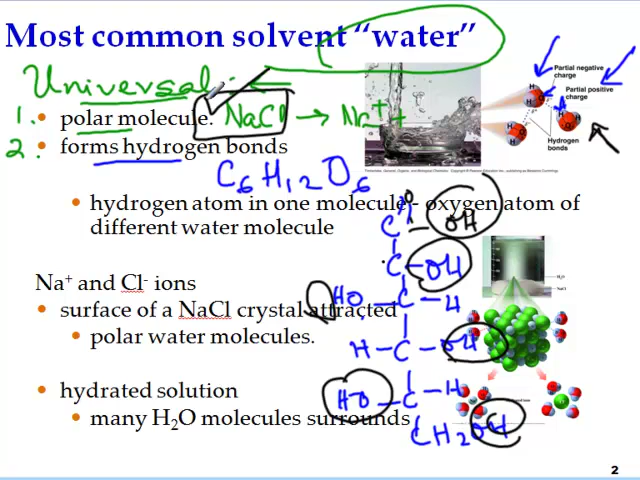 Most common solvent “water”
Universal
1. • polar molecule. NaCl → Na⁺ +
2. • forms hydrogen bonds
C₆H₁₂O₆
• hydrogen atom in one molecule - oxygen atom of
different water molecule
Na⁺ and Cl⁻ ions
• surface of a NaCl crystal attracted
• polar water molecules.
• hydrated solution
• many H₂O molecules surrounds
Partial negative
charge
Partial positive
charge
Hydrogen
bonds
C - OH
C - OH
HO - C - H
H - C - OH
HO - C - H
CH₂OH
H₂O
NaCl
2